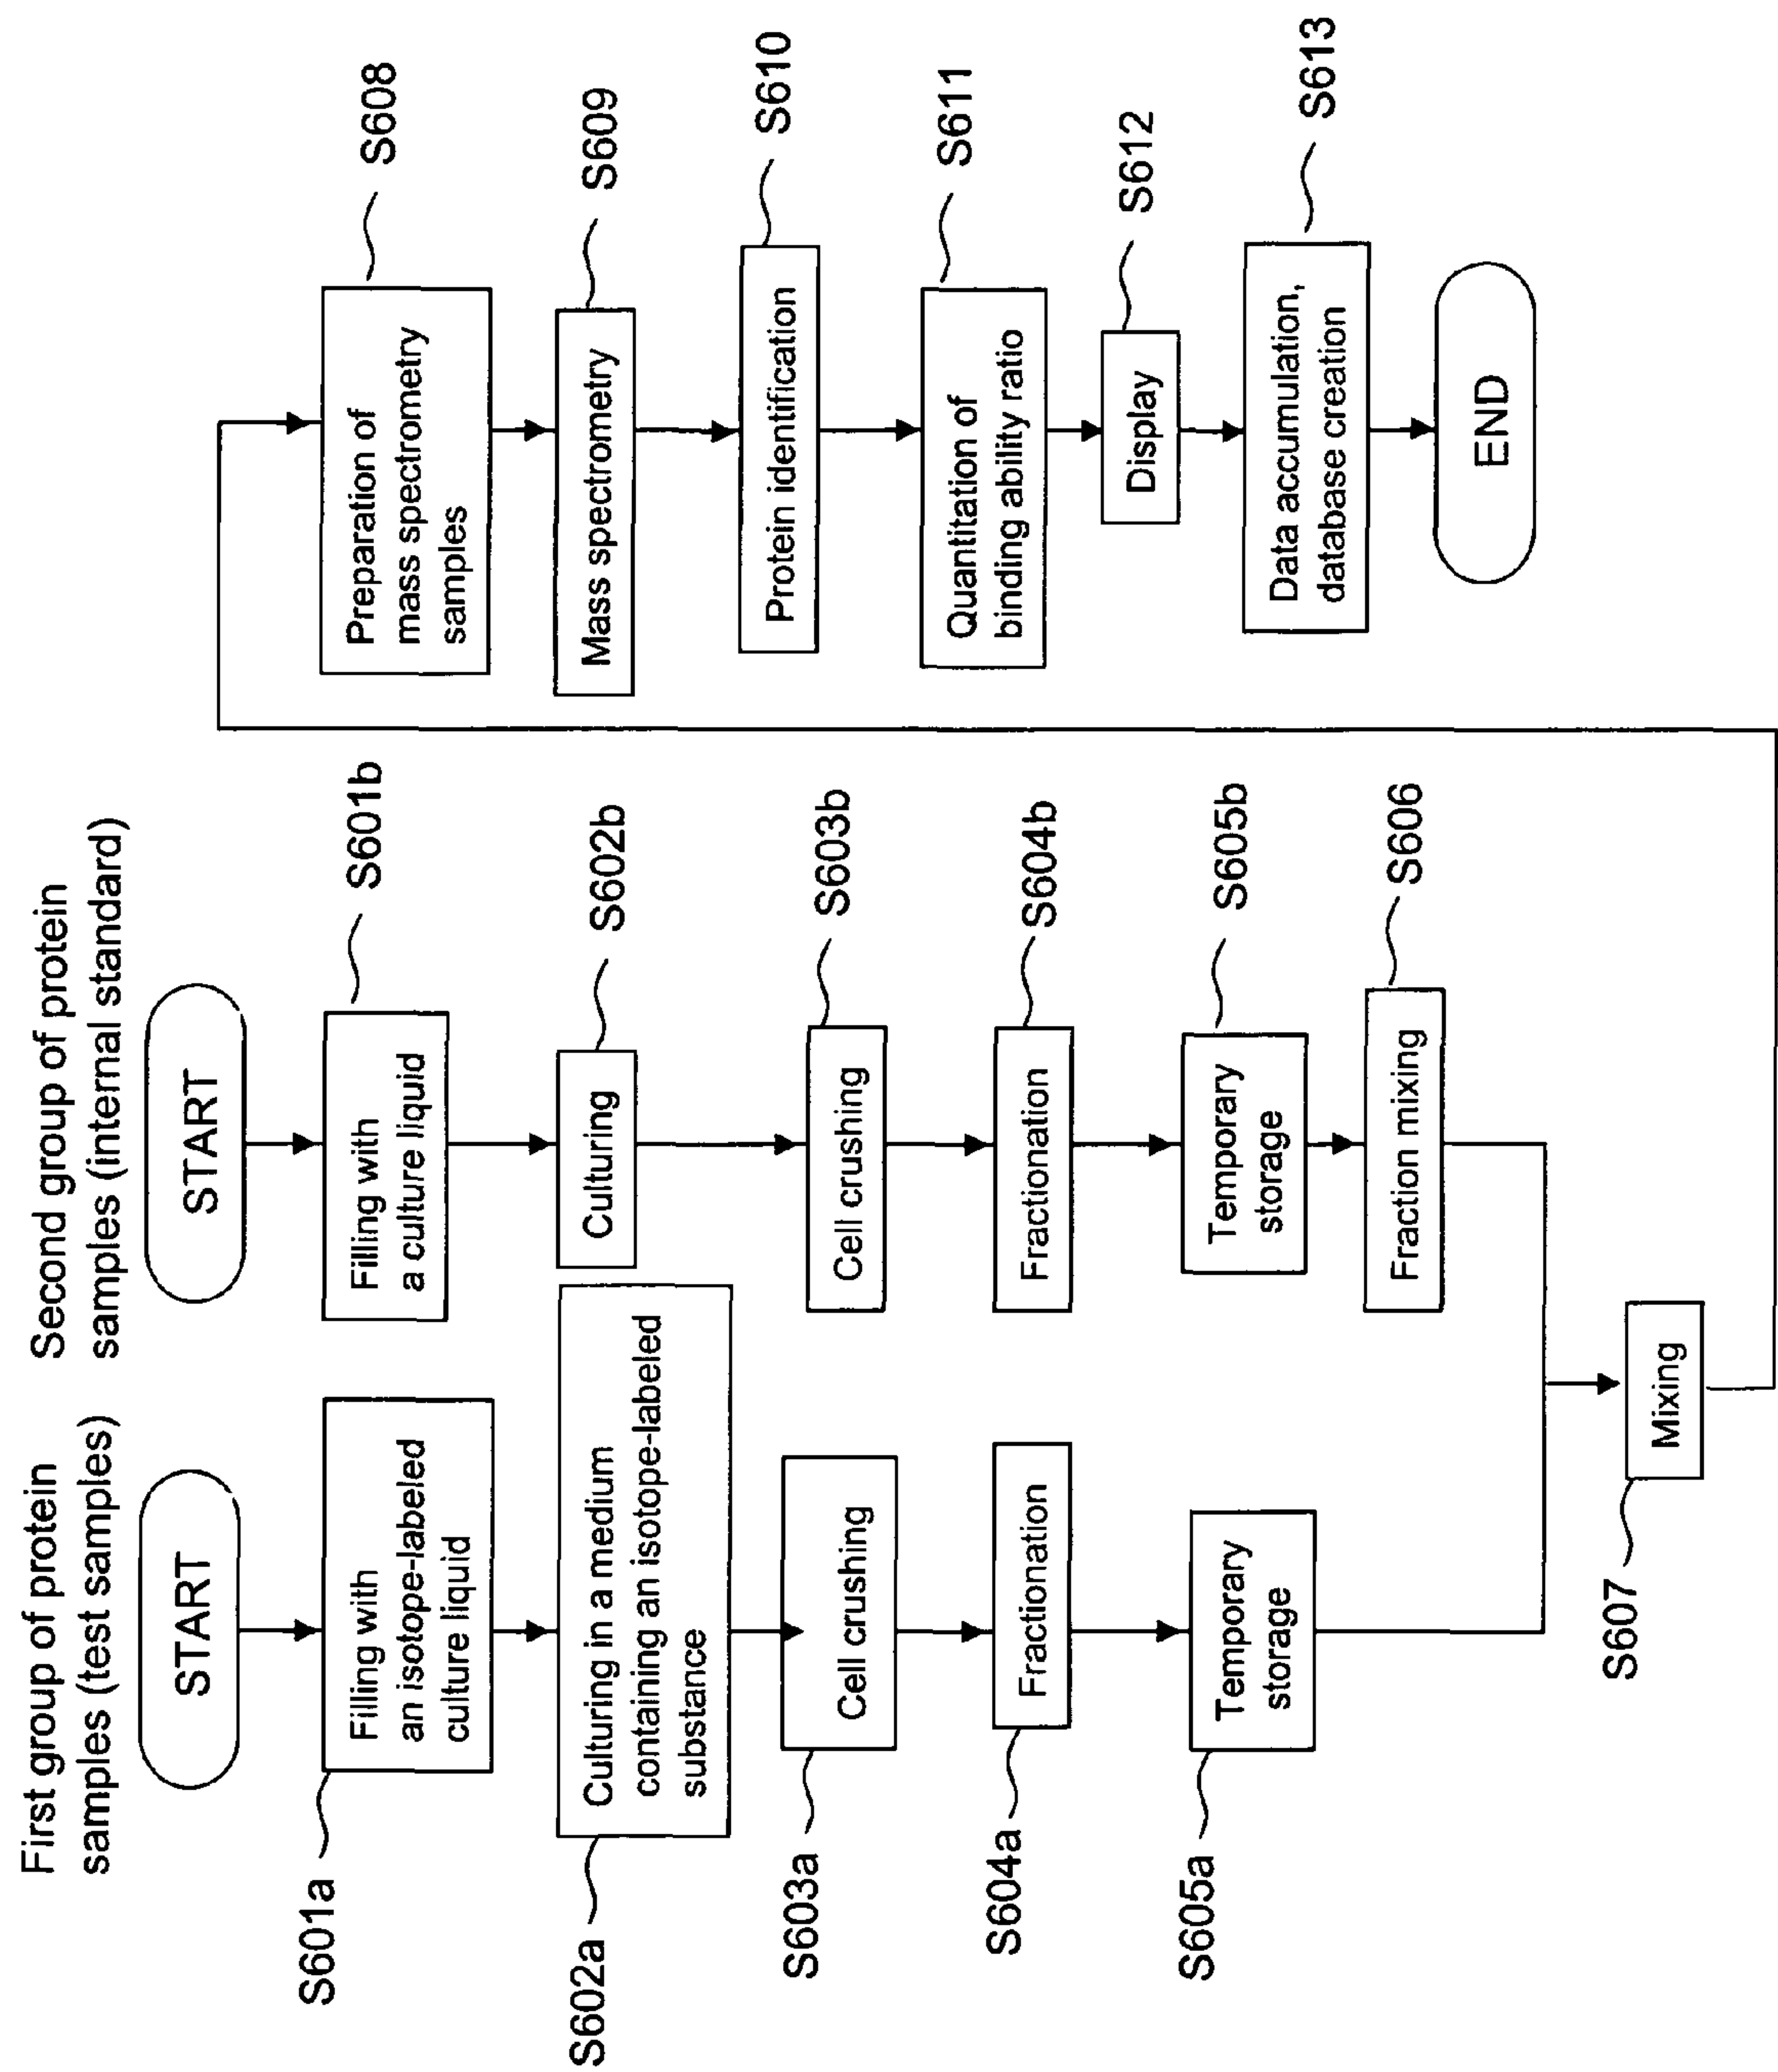 First group of protein
samples (test samples)
START
S601a
Filling with
an isotope-labeled
culture liquid
S602a
Culturing in a medium
containing an isotope-labeled
substance
S603a
Cell crushing
S604a
Fractionation
S605a
Temporary
storage
Second group of protein
samples (internal standard)
START
S601b
Filling with
a culture liquid
S602b
Culturing
S603b
Cell crushing
S604b
Fractionation
S605b
Temporary
storage
S606
Fraction mixing
S607
Mixing
S608
Preparation of
mass spectrometry
samples
S609
Mass spectrometry
S610
Protein identification
S611
Quantitation of
binding ability ratio
S612
Display
S613
Data accumulation,
database creation
END